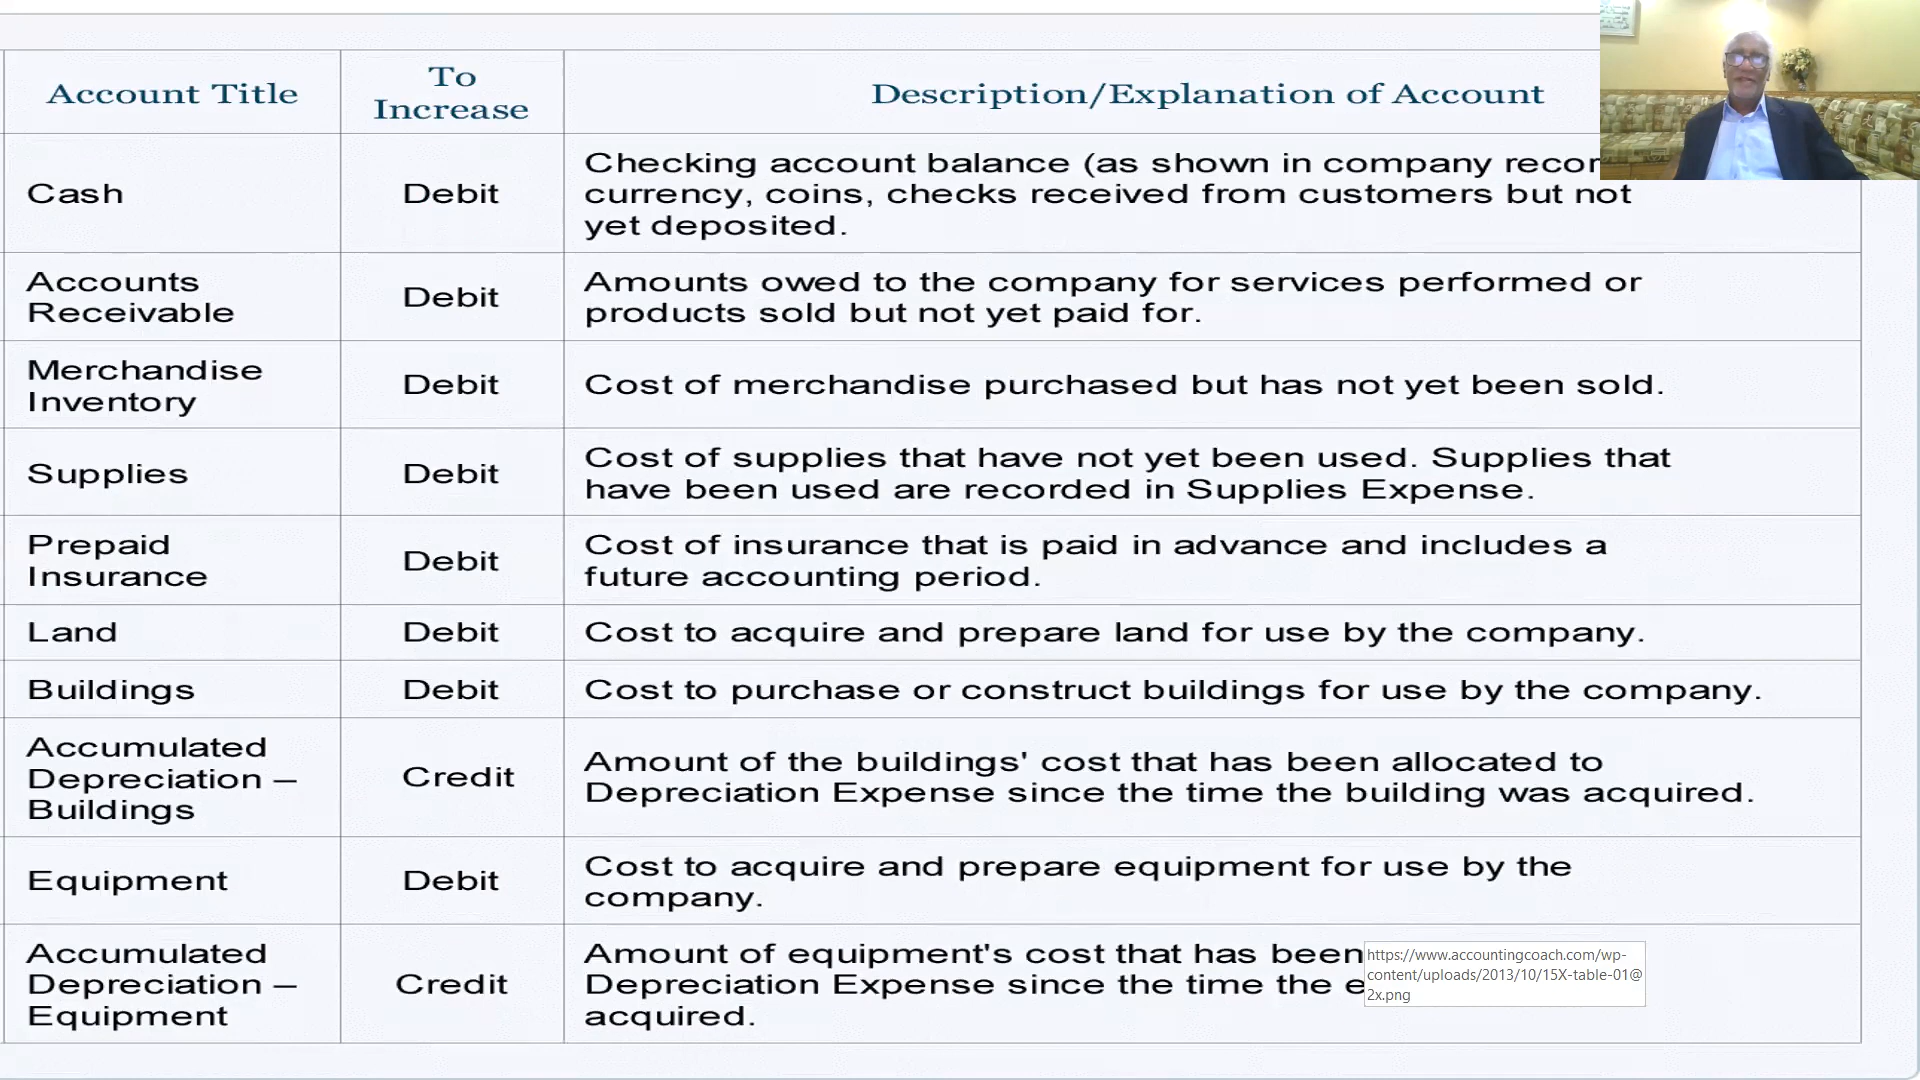 Account Title
To
Increase
Description/Explanation of Account
Cash
Debit
Checking account balance (as shown in company
currency, coins, checks received from customers but not
yet deposited.
Accounts
Receivable
Debit
Amounts owed to the company for services performed or
products sold but not yet paid for.
Merchandise
Inventory
Debit
Cost of merchandise purchased but has not yet been sold.
Supplies
Debit
Cost of supplies that have not yet been used. Supplies that
have been used are recorded in Supplies Expense.
Prepaid
Insurance
Debit
Cost of insurance that is paid in advance and includes a
future accounting period.
Land
Debit
Cost to acquire and prepare land for use by the company.
Buildings
Debit
Cost to purchase or construct buildings for use by the company.
Accumulated
Depreciation –
Buildings
Credit
Amount of the buildings' cost that has been allocated to
Depreciation Expense since the time the building was acquired.
Equipment
Debit
Cost to acquire and prepare equipment for use by the
company.
Accumulated
Depreciation –
Equipment
Credit
Amount of equipment's cost that has been
Depreciation Expense since the time the
acquired.
https://www.accountingcoach.com/wp-
content/uploads/2013/10/15X-table-01@
2x.png